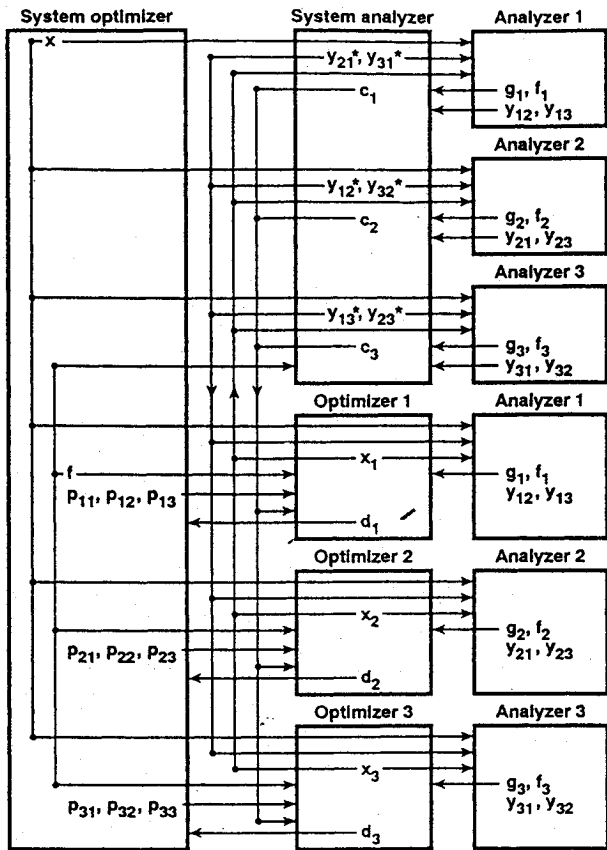 System optimizer System analyzer Analyzer 1
x
y21*, y31*
c1
g1, f1
y12, y13
Analyzer 2
y12*, y32*
c2
g2, f2
y21, y23
Analyzer 3
y13*, y23*
c3
g3, f3
y31, y32
Optimizer 1 Analyzer 1
f
x1
g1, f1
p11, p12, p13
y12, y13
d1
Optimizer 2 Analyzer 2
x2
g2, f2
p21, p22, p23
y21, y23
d2
Optimizer 3 Analyzer 3
x3
g3, f3
p31, p32, p33
y31, y32
d3